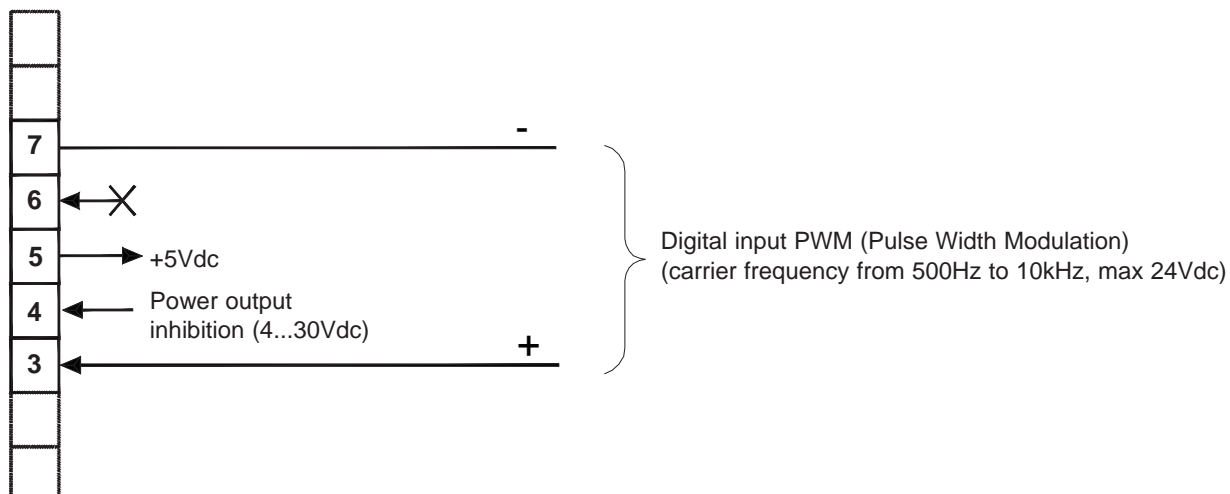 7
-
6
5
+5Vdc
Digital input PWM (Pulse Width Modulation)
(carrier frequency from 500Hz to 10kHz, max 24Vdc)
4
Power output
inhibition (4...30Vdc)
3
+